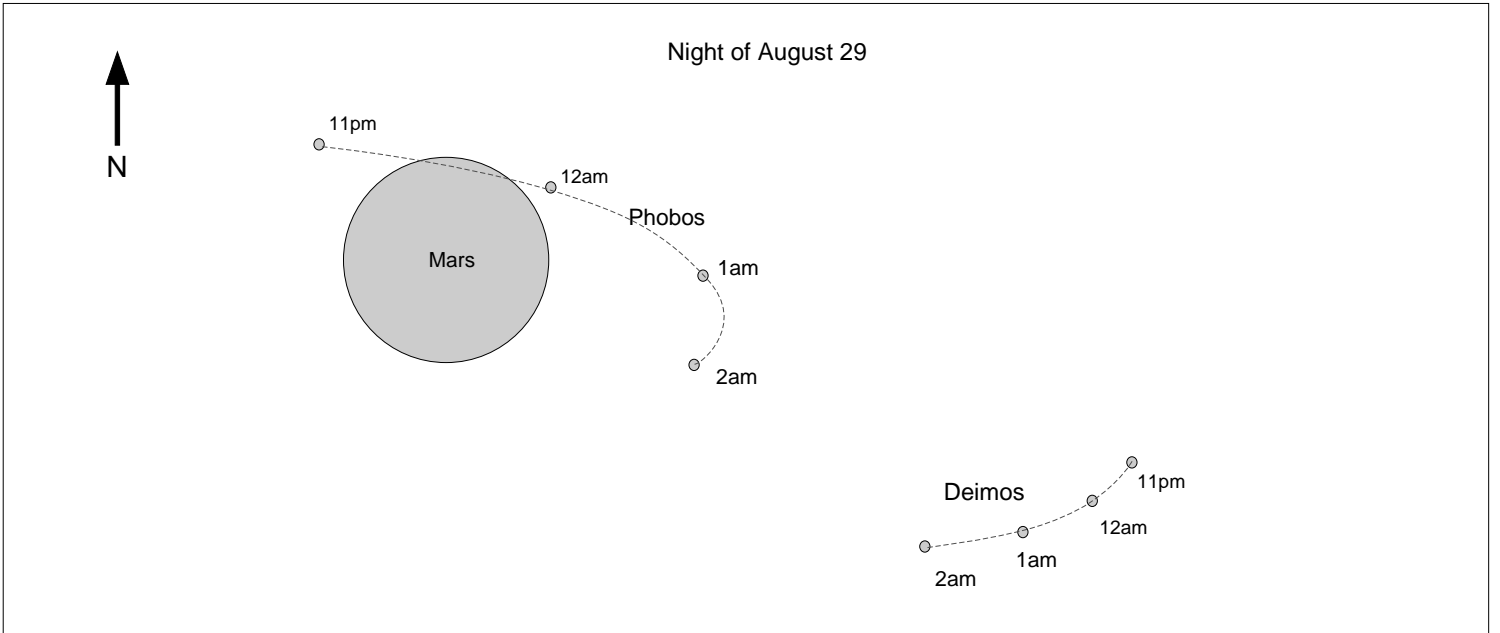 Night of August 29
N
11pm
12am
Phobos
1am
Mars
2am
Deimos
11pm
12am
1am
2am